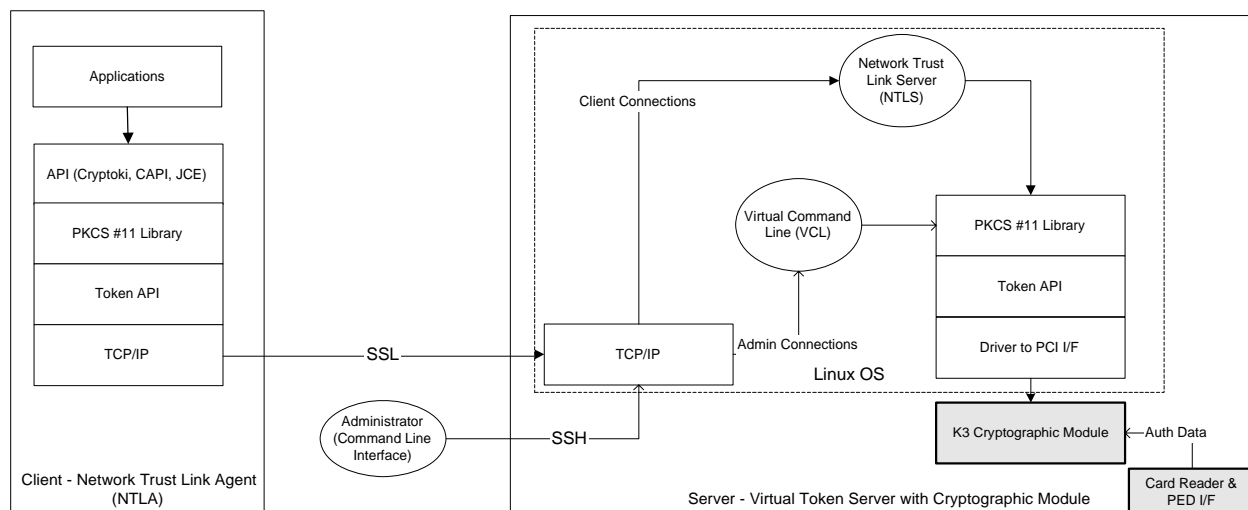 Applications
API (Cryptoki, CAPI, JCE)
PKCS #11 Library
Token API
TCP/IP
Client - Network Trust Link Agent
(NTLA)
SSL
Administrator
(Command Line
Interface)
SSH
TCP/IP
Client Connections
Admin Connections
Network Trust
Link Server
(NTLS)
Virtual Command
Line (VCL)
PKCS #11 Library
Token API
Driver to PCI I/F
Linux OS
K3 Cryptographic Module
Auth Data
Card Reader &
PED I/F
Server - Virtual Token Server with Cryptographic Module